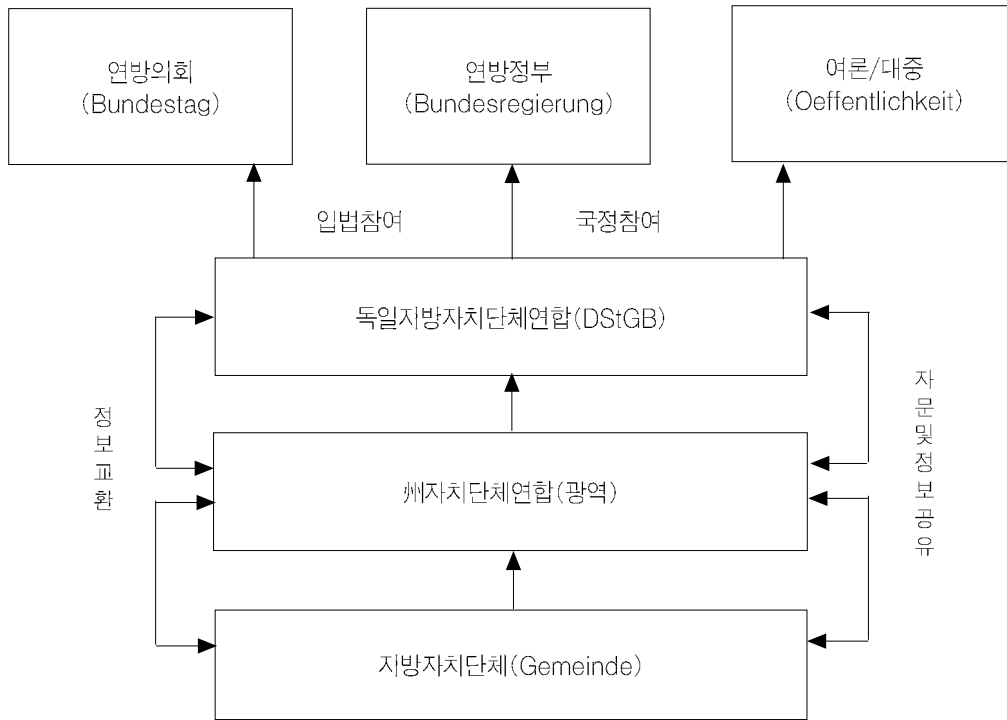 연방의회
(Bundestag)
연방정부
(Bundesregierung)
여론/대중
(Oeffentlichkeit)
입법참여
국정참여
독일지방자치단체연합(DStGB)
정보교환
자문및정보공유
州자치단체연합(광역)
지방자치단체(Gemeinde)